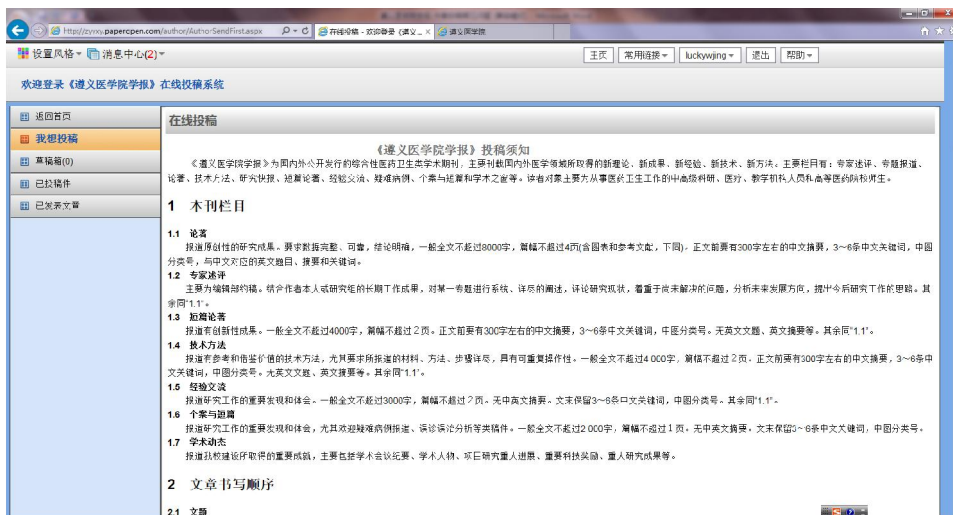 http://zyxy.papercpen.com/author/AuthorSendFirst.aspx
在线投稿 - 欢迎登录 (遵义...
遵义医学院
设置风格 消息中心(2)
主页 常用链接 luckywjing 退出 帮助
欢迎登录《遵义医学院学报》在线投稿系统
返回首页
我想投稿
草稿箱(0)
已投稿件
已发表文章
在线投稿
《遵义医学院学报》投稿须知
《遵义医学院学报》为国内外公开发行的综合性医药卫生类学术期刊，主要刊载国内外医学领域所取得的新理论、新成果、新经验、新技术、新方法。主要栏目有：专家述评、专题报道、
论著、技术方法、研究快报、短篇论著、经验交流、疑难病例、个案与短篇和学术之窗等。读者对象主要为从事医药卫生工作的中高级科研、医疗、教学和科人员和高等医药院校师生。
1 本刊栏目
1.1 论著
报道原创性的研究成果。要求数据完整、可靠，结论明确，一般全文不超过8000字，篇幅不超过4页(含图表和参考文献，下同)。正文前要有300字左右的中文摘要，3～6条中文关键词，中图
分类号，与中文对应的英文题目、摘要和关键词。
1.2 专家述评
主要为编辑部约稿。结合作者本人或研究组的长期工作成果，对某一专题进行系统、详尽的阐述，评论研究现状，着重于尚未解决的问题，分析未来发展方向，提出今后研究工作的思路。其
余同"1.1"。
1.3 短篇论著
报道有创新性成果。一般全文不超过4000字，篇幅不超过2页。正文前要有300字左右的中文摘要，3～6条中文关键词，中图分类号。无英文文题、英文摘要等。其余同"1.1"。
1.4 技术方法
报道有参考和借鉴价值的技术方法，尤其要求所报道的材料、方法、步骤详尽，具有可重复操作性。一般全文不超过4 000字，篇幅不超过2页。正文前要有300字左右的中文摘要，3～6条中
文关键词，中图分类号。无英文文题、英文摘要等。其余同"1.1"。
1.5 经验交流
报道研究工作的重要发现和体会。一般全文不超过3000字，篇幅不超过2页。无中英文摘要。文末保留3～6条中文关键词，中图分类号。其余同"1.1"。
1.6 个案与短篇
报道研究工作的重要发现和体会，尤其欢迎疑难病例报道、误诊误治分析等类稿件。一般全文不超过2 000字，篇幅不超过1页。无中英文摘要。文末保留3～6条中文关键词，中图分类号。
1.7 学术动态
报道我校建设所取得的重要成就，主要包括学术会议纪要、学术人物、项目研究重大进展、重要科技奖励、重大研究成果等。
2 文章书写顺序
2.1 文题